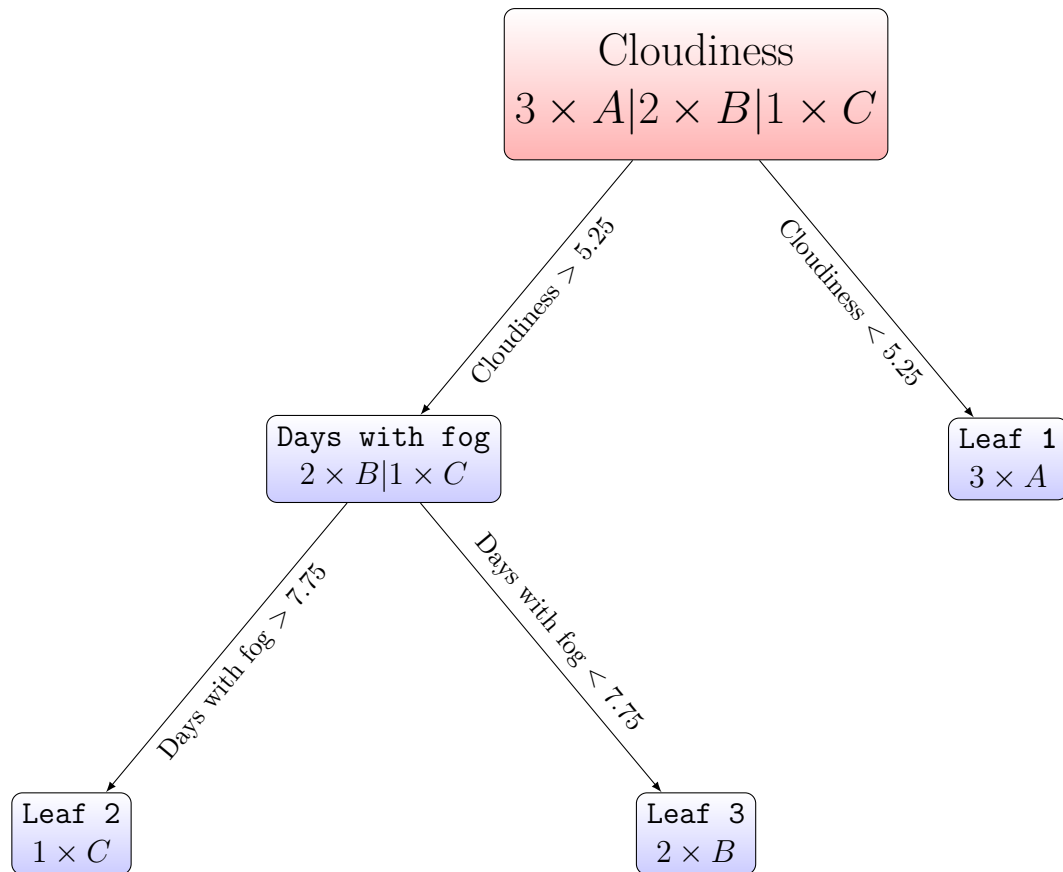 Cloudiness
3 × A|2 × B|1 × C
Cloudiness > 5.25
Cloudiness < 5.25
Days with fog
2 × B|1 × C
Leaf 1
3 × A
Days with fog > 7.75
Days with fog < 7.75
Leaf 2
1 × C
Leaf 3
2 × B